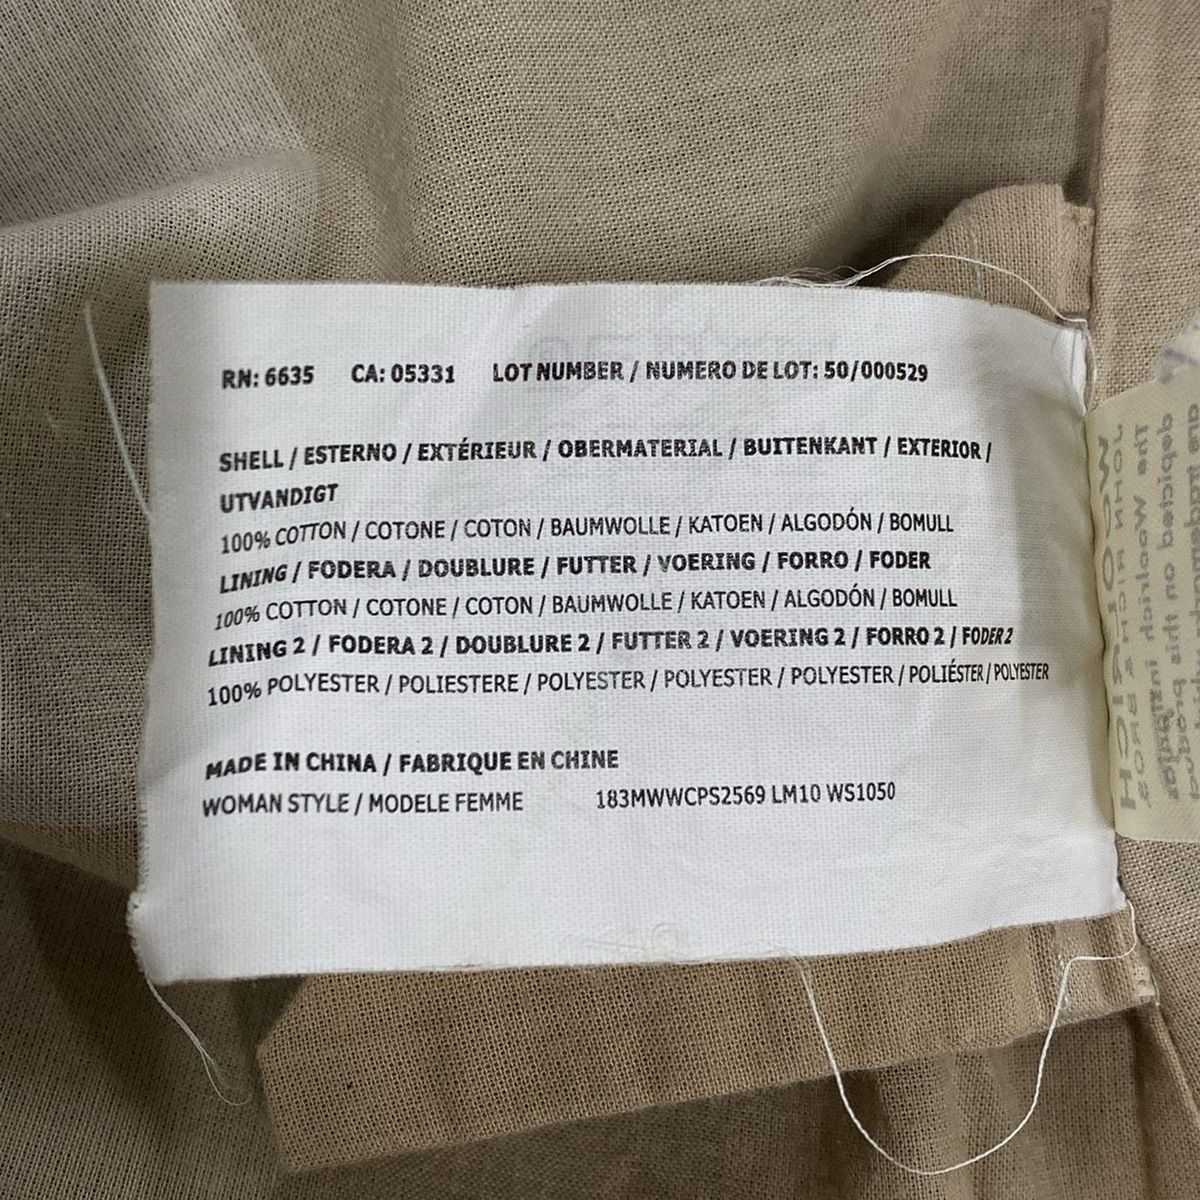 RN: 6635 CA: 05331 LOT NUMBER / NUMERO DE LOT: 50/000529
SHELL / ESTERNO / EXTÉRIEUR / OBERMATERIAL / BUITENKANT / EXTERIOR /
UTVANDIGT
100% COTTON / COTONE / COTON / BAUMWOLLE / KATOEN / ALGODÓN / BOMULL
LINING / FODERA / DOUBLURE / FUTTER / VOERING / FORRO / FODER
100% COTTON / COTONE / COTON / BAUMWOLLE / KATOEN / ALGODÓN / BOMULL
LINING 2 / FODERA 2 / DOUBLURE 2 / FUTTER 2 / VOERING 2 / FORRO 2 / FODER 2
100% POLYESTER / POLIESTERE / POLYESTER / POLYESTER / POLYESTER / POLIÉSTER / POLYESTER
MADE IN CHINA / FABRIQUE EN CHINE
WOMAN STYLE / MODELE FEMME 183MWWCPS2569 LM10 WS1050